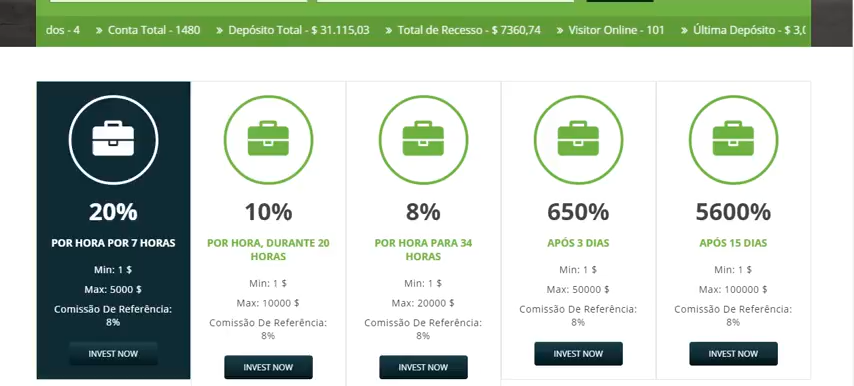 dos - 4 » Conta Total - 1480 » Depósito Total - $ 31.115,03 » Total de Recesso - $ 7360,74 » Visitor Online - 101 » Última Depósito - $ 3,0
20%
POR HORA POR 7 HORAS
Min: 1 $
Max: 5000 $
Comissão De Referência:
8%
INVEST NOW
10%
POR HORA, DURANTE 20
HORAS
Min: 1 $
Max: 10000 $
Comissão De Referência:
8%
INVEST NOW
8%
POR HORA PARA 34
HORAS
Min: 1 $
Max: 20000 $
Comissão De Referência:
8%
INVEST NOW
650%
APÓS 3 DIAS
Min: 1 $
Max: 50000 $
Comissão De Referência:
8%
INVEST NOW
5600%
APÓS 15 DIAS
Min: 1 $
Max: 100000 $
Comissão De Referência:
8%
INVEST NOW